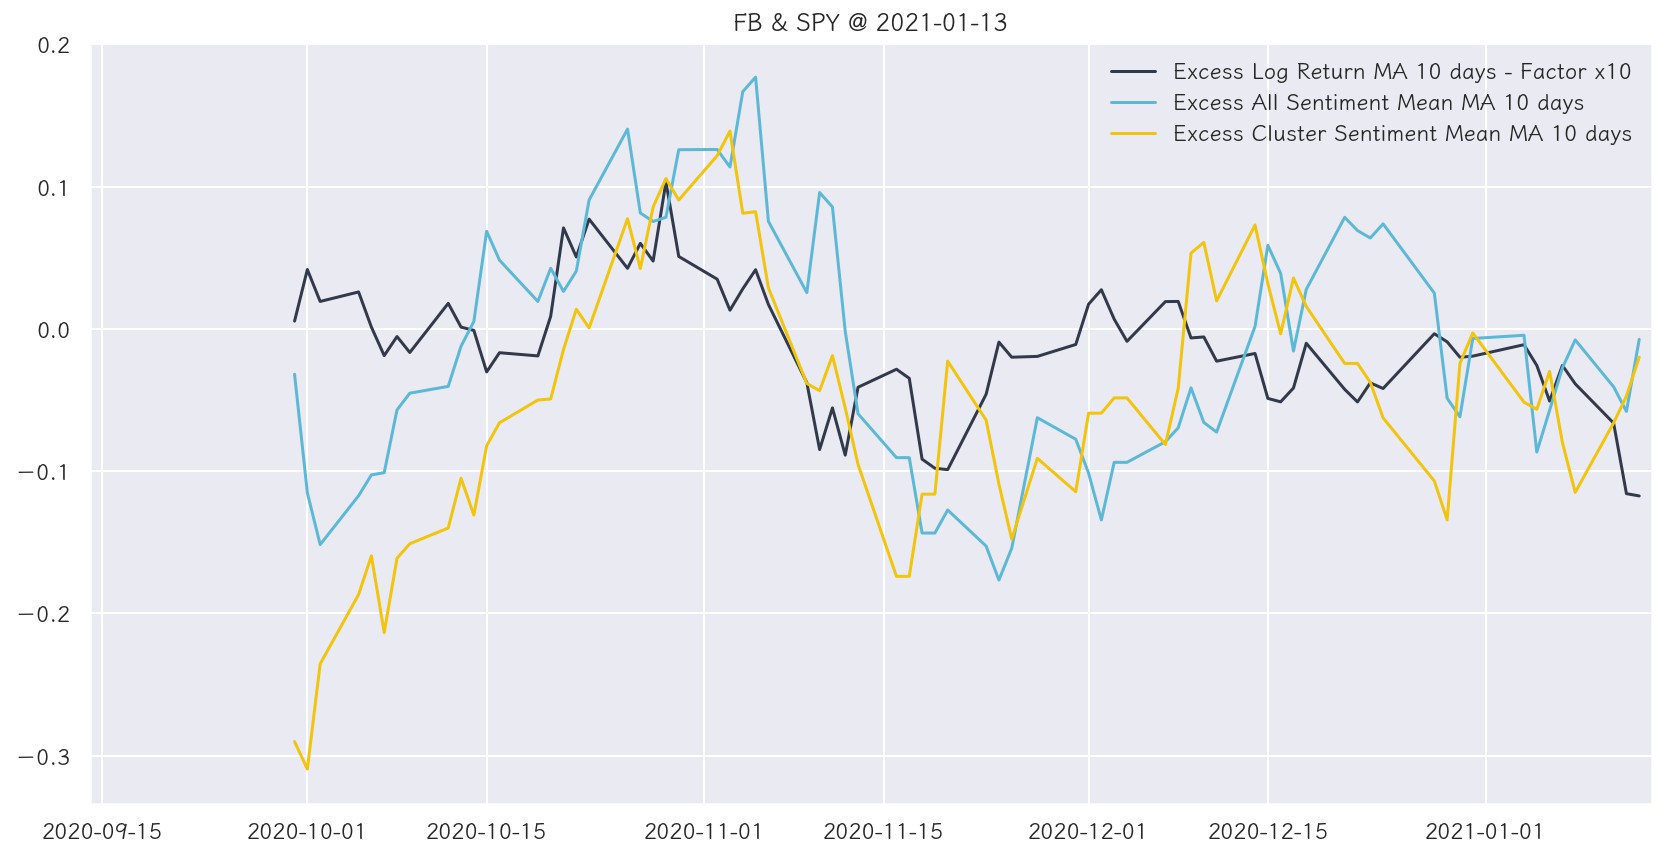 FB & SPY @ 2021-01-13
Excess Log Return MA 10 days - Factor x10
Excess All Sentiment Mean MA 10 days
Excess Cluster Sentiment Mean MA 10 days
0.2
0.1
0.0
−0.1
−0.2
−0.3
2020-09-15 2020-10-01 2020-10-15 2020-11-01 2020-11-15 2020-12-01 2020-12-15 2021-01-01